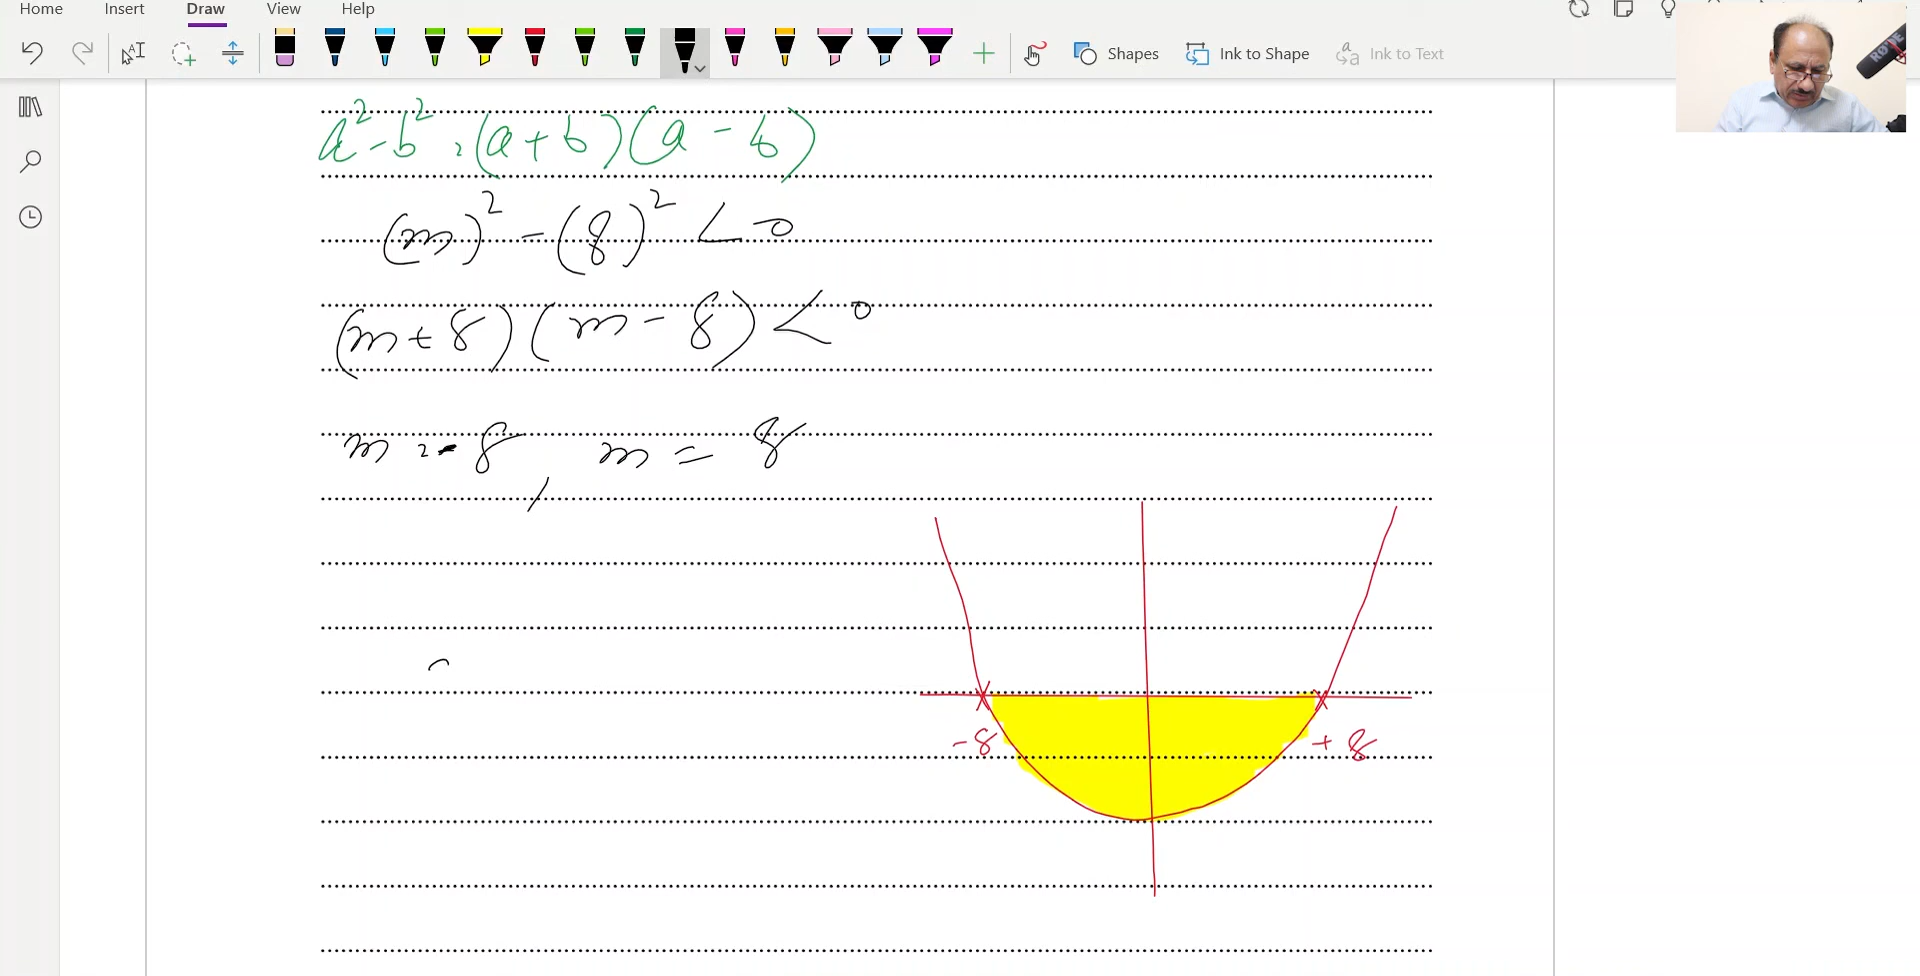 Home Insert Draw View Help
Shapes Ink to Shape Ink to Text
RØDE
a² - b² = (a + b)(a - b)
(m)² - (8)² < 0
(m + 8)(m - 8) < 0
m = -8, m = 8
-8 +8